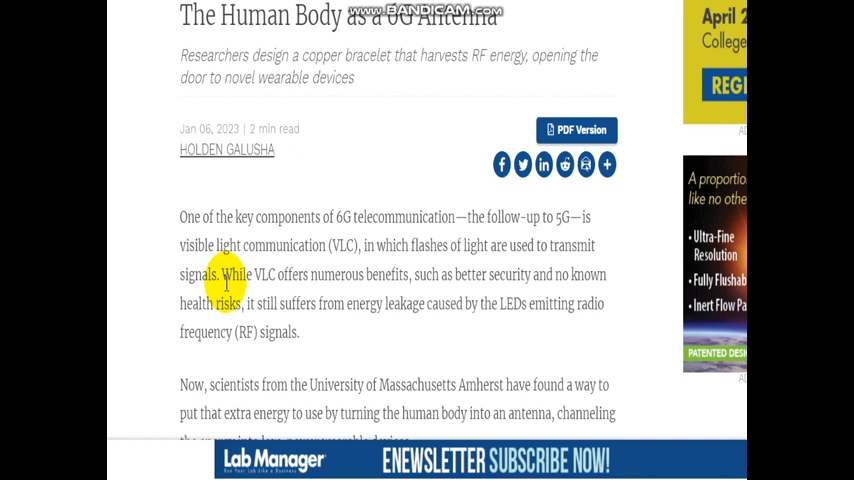 The Human Body as a 6G Antenna
www.BANDICAM.com
Researchers design a copper bracelet that harvests RF energy, opening the
door to novel wearable devices
Jan 06, 2023 | 2 min read
HOLDEN GALUSHA
PDF Version
One of the key components of 6G telecommunication—the follow-up to 5G—is
visible light communication (VLC), in which flashes of light are used to transmit
signals. While VLC offers numerous benefits, such as better security and no known
health risks, it still suffers from energy leakage caused by the LEDs emitting radio
frequency (RF) signals.
Now, scientists from the University of Massachusetts Amherst have found a way to
put that extra energy to use by turning the human body into an antenna, channeling
April 2
College
REGI
A proportio
like no othe
• Ultra-Fine
Resolution
• Fully Flushab
• Inert Flow Pa
PATENTED DESI
Lab Manager
Run Your Lab Like a Business
ENEWSLETTER SUBSCRIBE NOW!